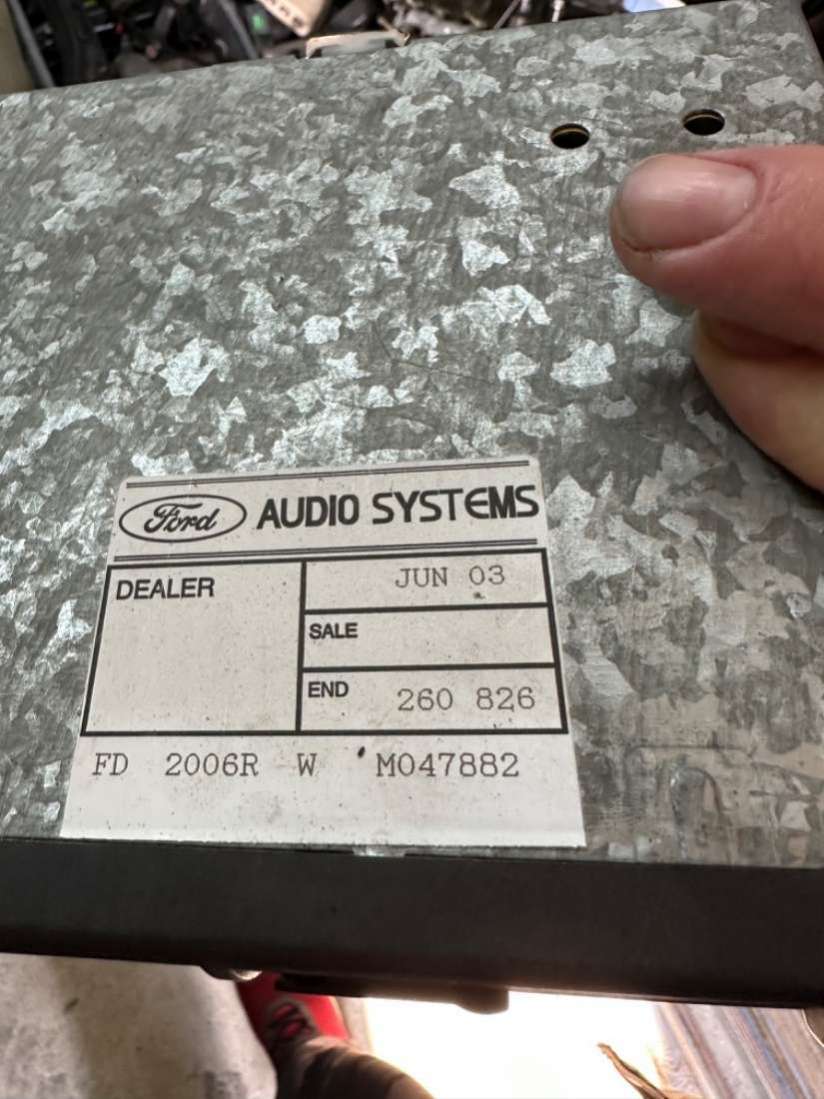 Ford AUDIO SYSTEMS
DEALER
JUN 03
SALE
END 260 826
FD 2006R W M047882